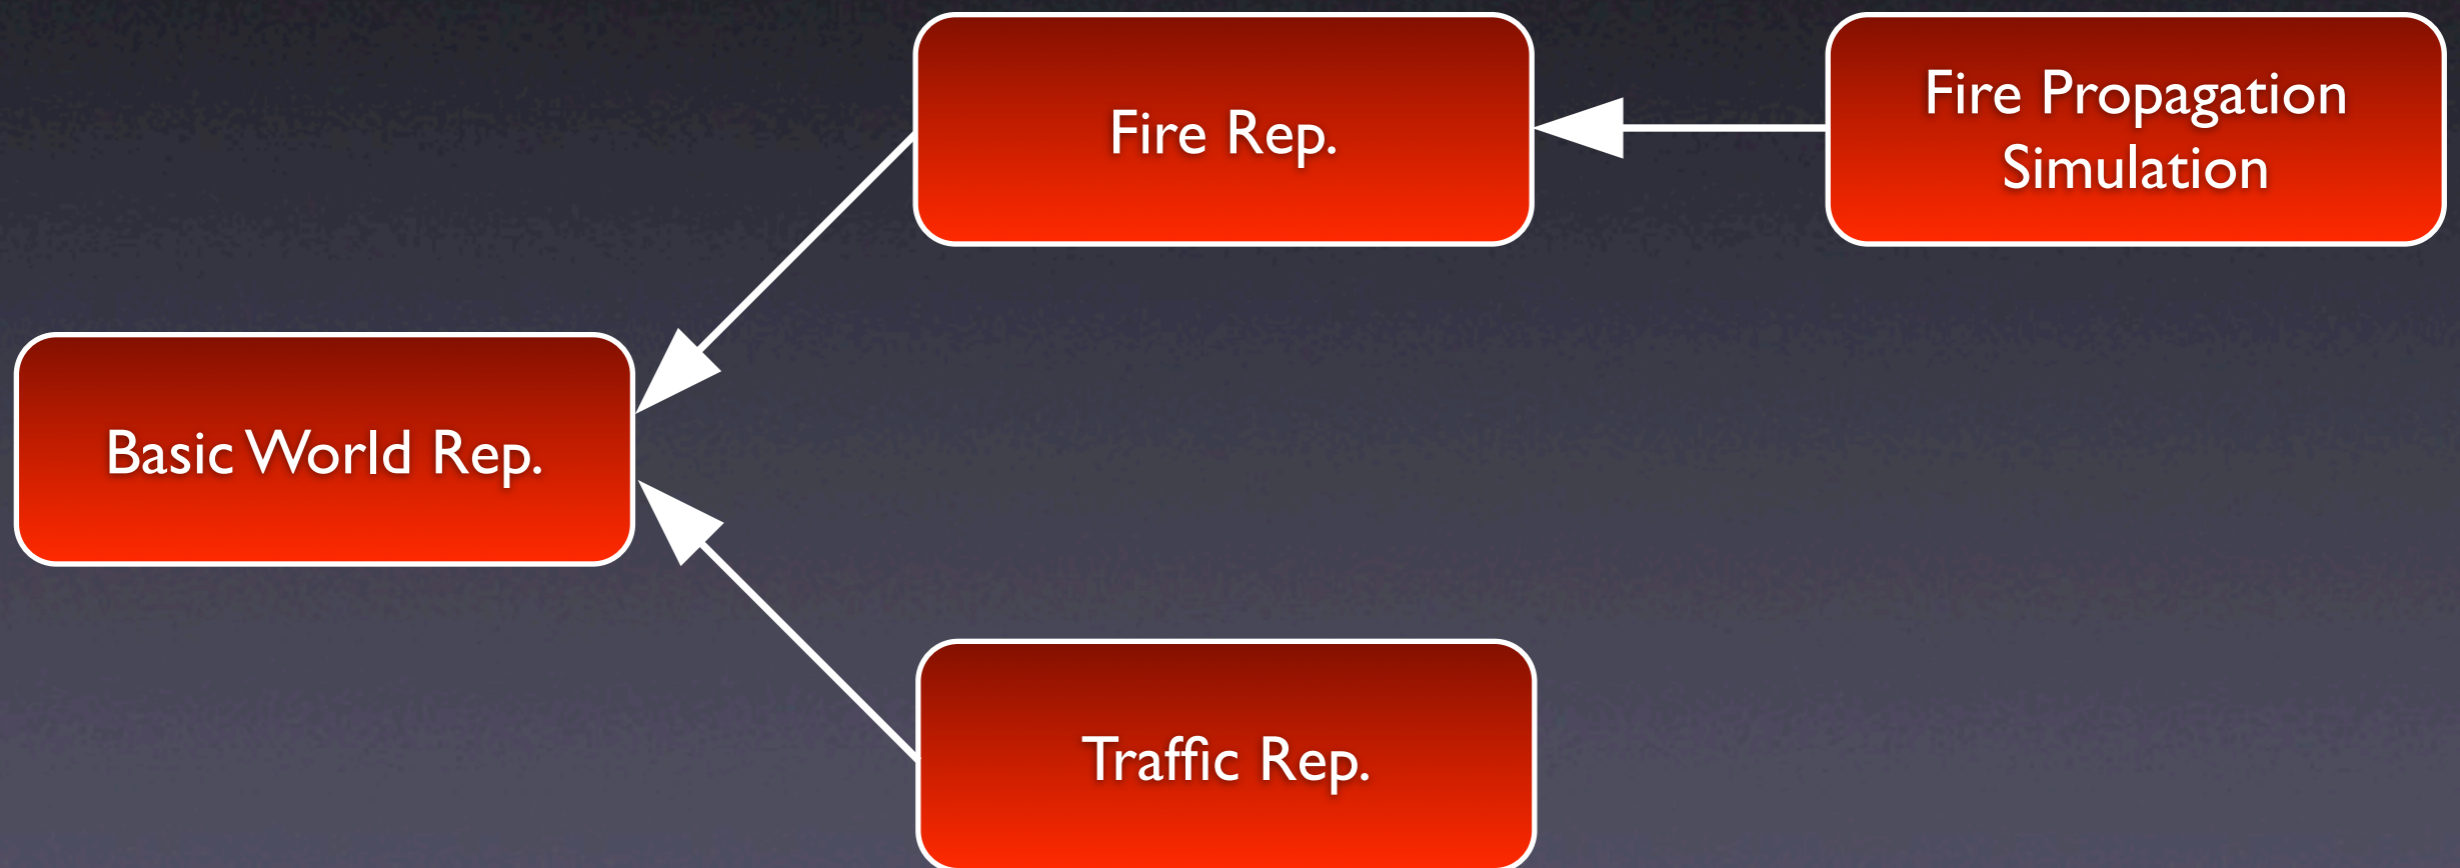 Fire Rep.
Fire Propagation
Simulation
Basic World Rep.
Traffic Rep.